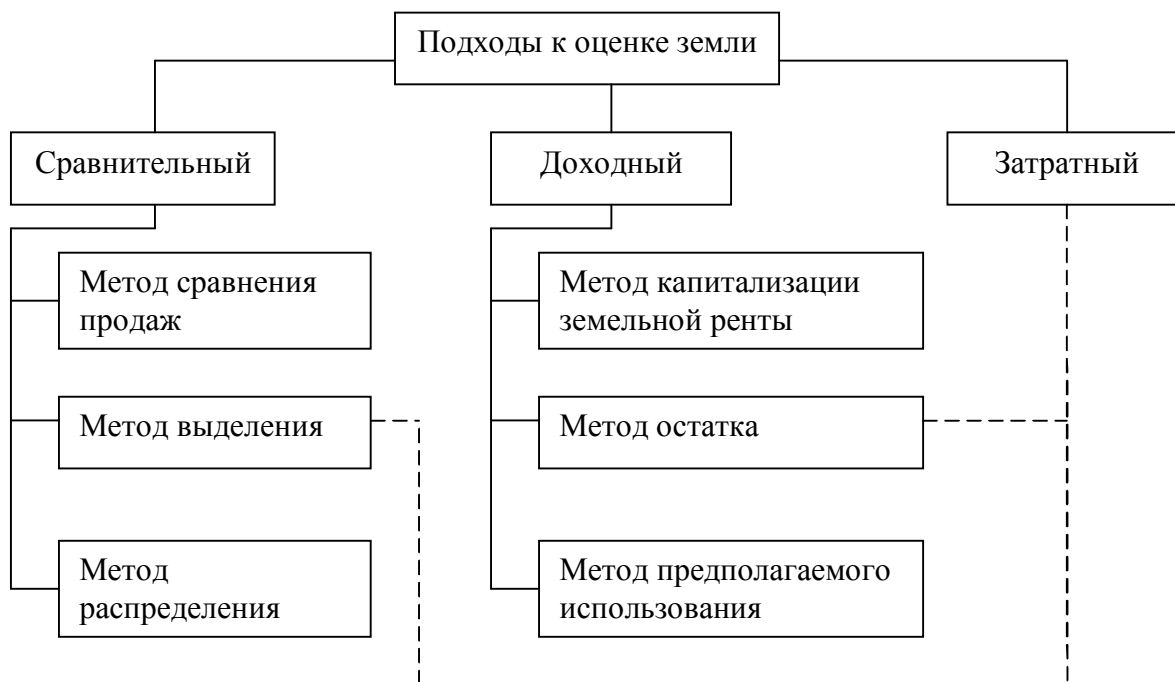 Подходы к оценке земли
Сравнительный
Доходный
Затратный
Метод сравнения
продаж
Метод капитализации
земельной ренты
Метод выделения
Метод остатка
Метод
распределения
Метод предполагаемого
использования